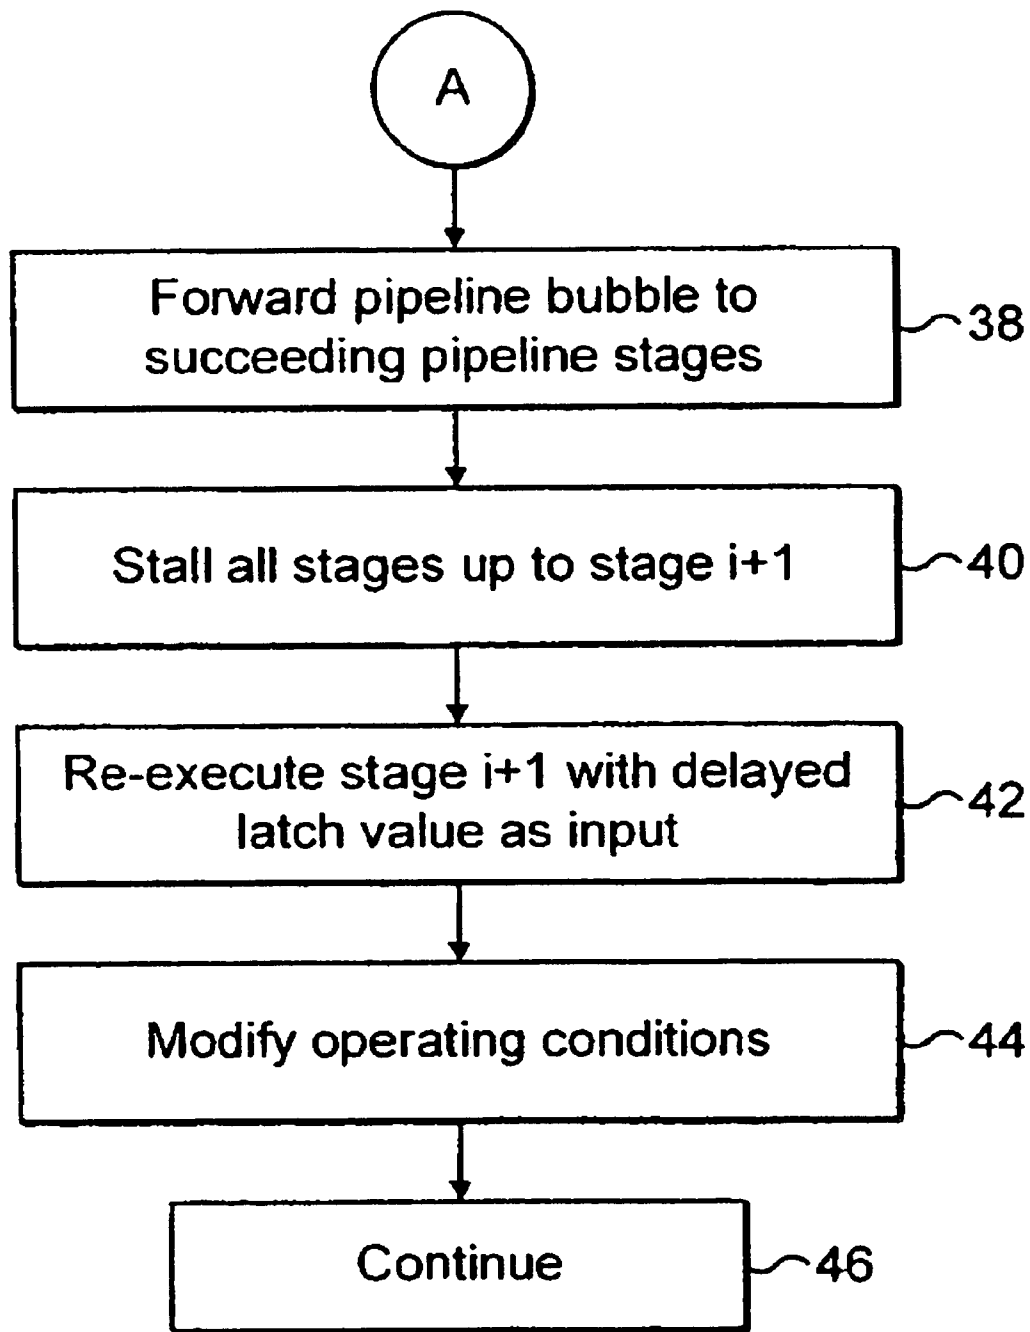 A
Forward pipeline bubble to
succeeding pipeline stages
38
Stall all stages up to stage i+1
40
Re-execute stage i+1 with delayed
latch value as input
42
Modify operating conditions
44
Continue
46